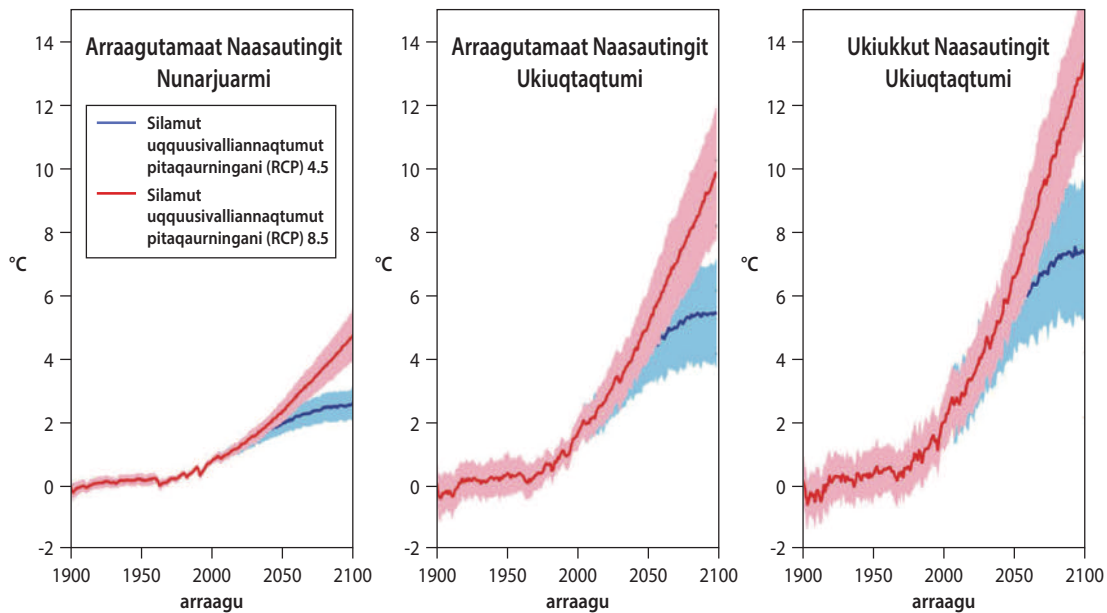 Arraagutamaat Naasautingit
Nunarjuarmi
Silamut
uqquusivalliannaqtumut
pitaqaurningani (RCP) 4.5
Silamut
uqquusivalliannaqtumut
pitaqaurningani (RCP) 8.5
°C
14
12
10
8
6
4
2
0
-2
1900
1950
2000
2050
2100
arraagu
Arraagutamaat Naasautingit
Ukiuqtaqtumi
°C
14
12
10
8
6
4
2
0
-2
1900
1950
2000
2050
2100
arraagu
Ukiukkut Naasautingit
Ukiuqtaqtumi
°C
14
12
10
8
6
4
2
0
-2
1900
1950
2000
2050
2100
arraagu